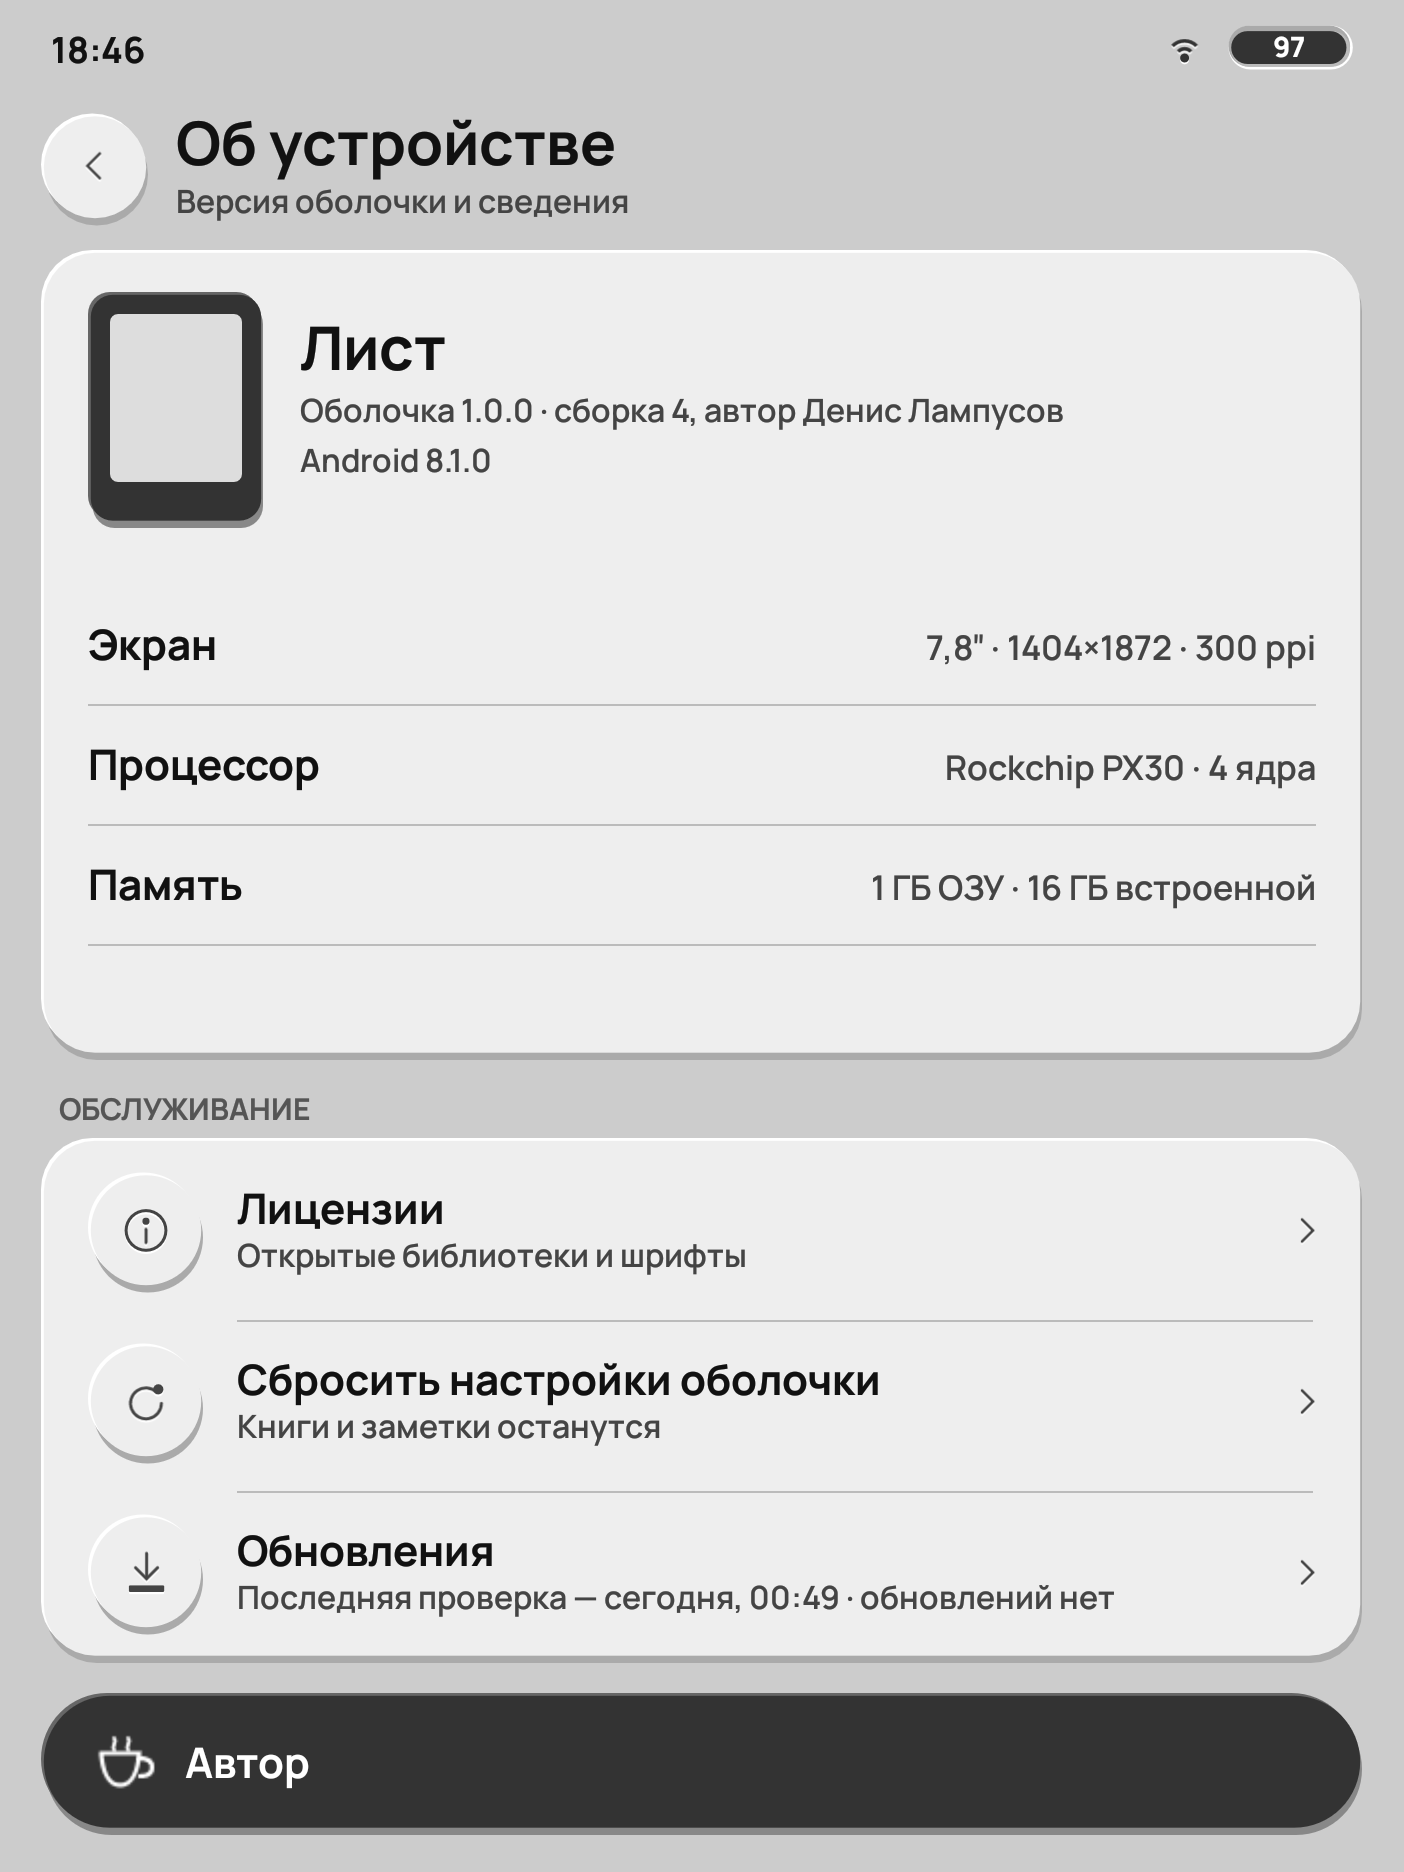 18:46
97
Об устройстве
Версия оболочки и сведения
Лист
Оболочка 1.0.0 · сборка 4, автор Денис Лампусов
Android 8.1.0
Экран
7,8" · 1404×1872 · 300 ppi
Процессор
Rockchip PX30 · 4 ядра
Память
1 ГБ ОЗУ · 16 ГБ встроенной
ОБСЛУЖИВАНИЕ
Лицензии
Открытые библиотеки и шрифты
Сбросить настройки оболочки
Книги и заметки останутся
Обновления
Последняя проверка — сегодня, 00:49 · обновлений нет
Автор